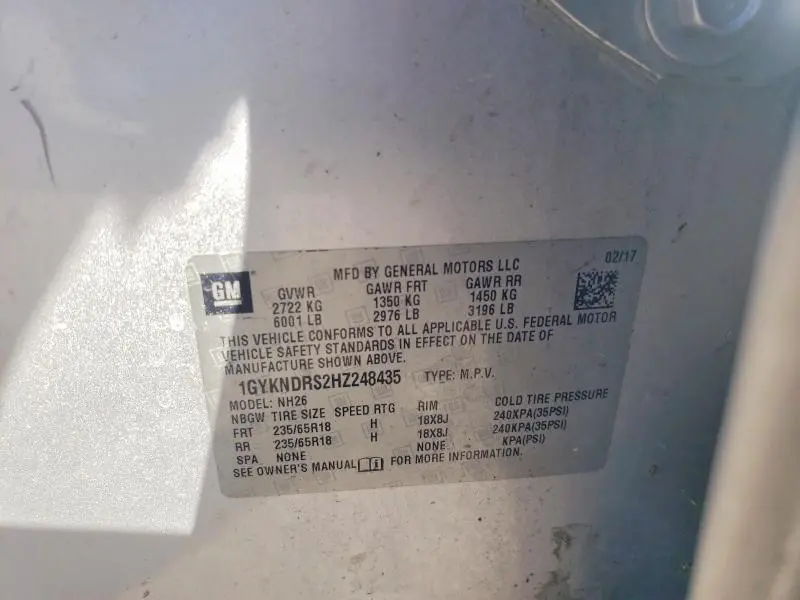 MFD BY GENERAL MOTORS LLC
02/17
GM
GVWR GAWR FRT GAWR RR
2722 KG 1350 KG 1450 KG
6001 LB 2976 LB 3196 LB
THIS VEHICLE CONFORMS TO ALL APPLICABLE U.S. FEDERAL MOTOR
VEHICLE SAFETY STANDARDS IN EFFECT ON THE DATE OF
MANUFACTURE SHOWN ABOVE.
1GYKNDRS2HZ248435 TYPE: M.P.V.
MODEL: NH26
NBGW TIRE SIZE SPEED RTG RIM COLD TIRE PRESSURE
FRT 235/65R18 H 18X8J 240KPA(35PSI)
RR 235/65R18 H 18X8J 240KPA(35PSI)
SPA NONE NONE KPA(PSI)
SEE OWNER'S MANUAL FOR MORE INFORMATION.